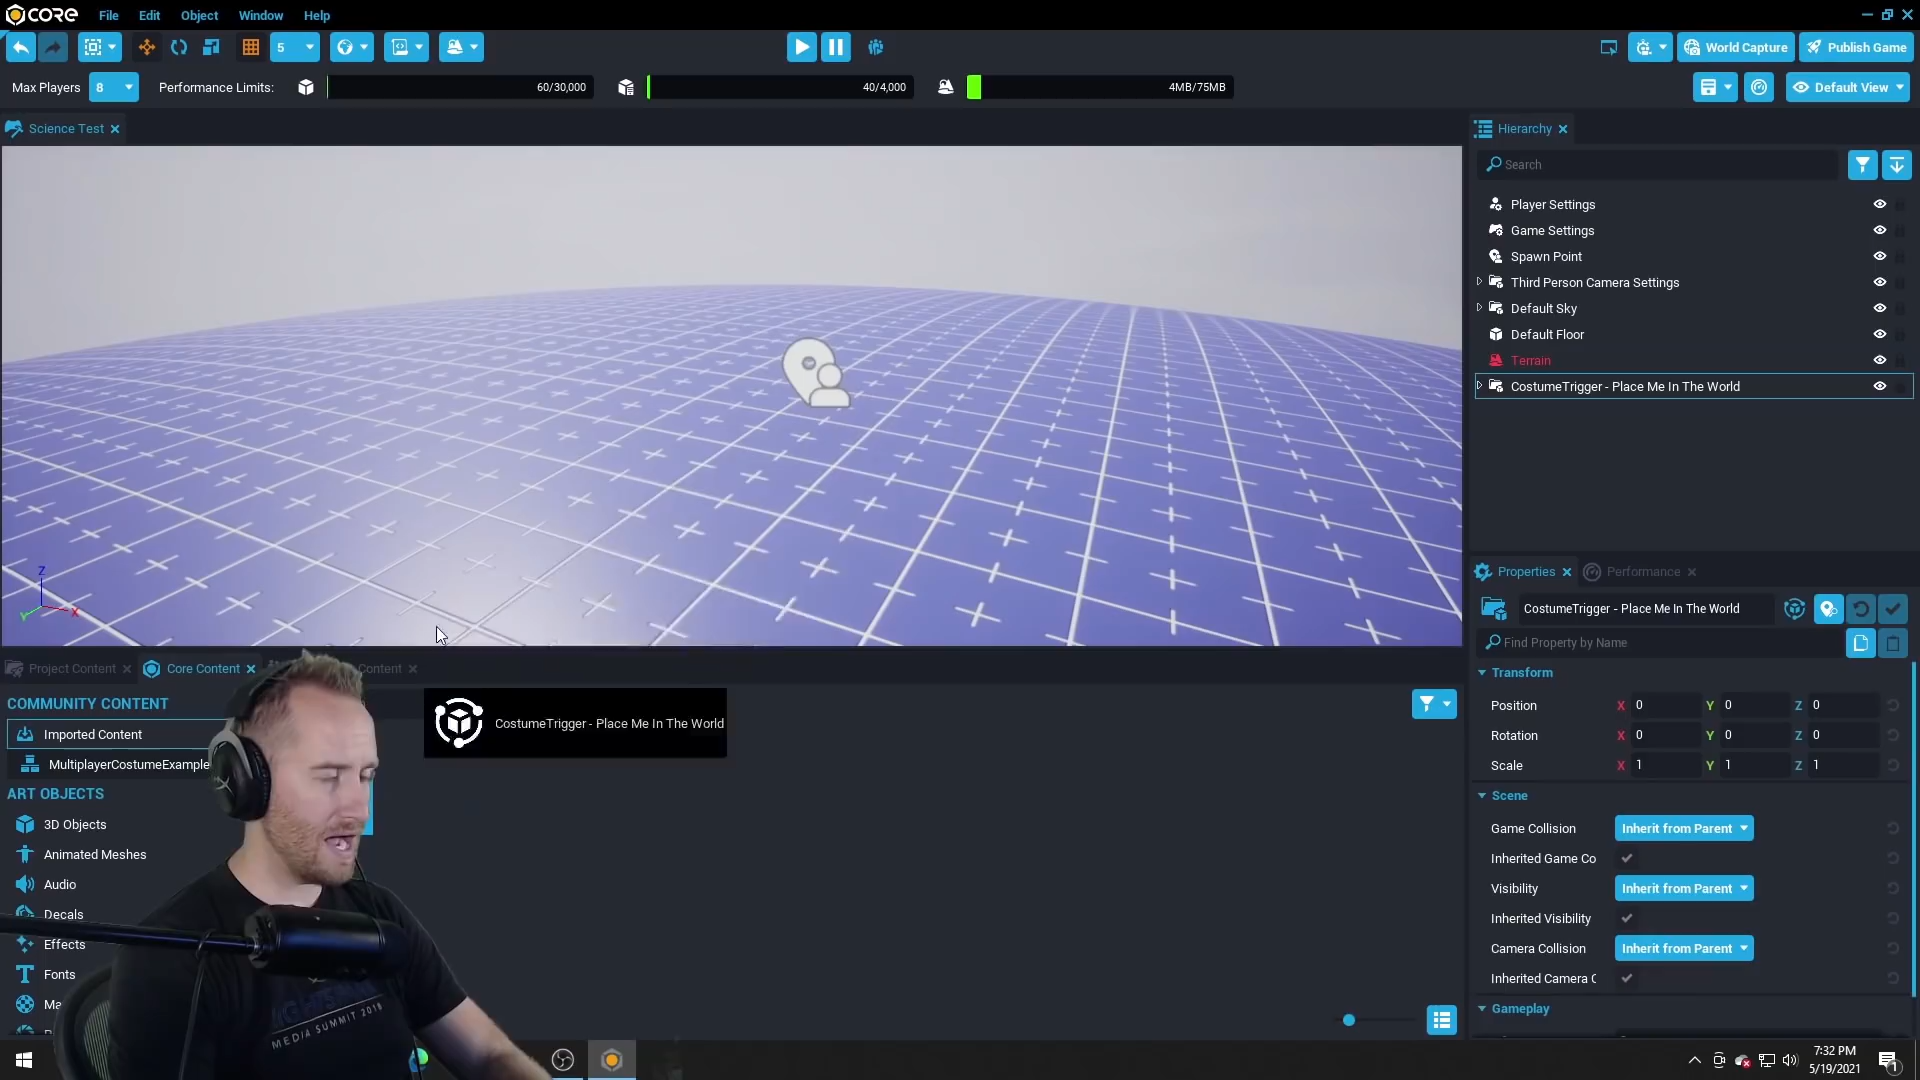 CORE
File Edit Object Window Help
5
World Capture
Publish Game
Max Players 8 Performance Limits: 60/30,000 40/4,000 4MB/75MB
Default View
Science Test
Hierarchy
Search
Player Settings
Game Settings
Spawn Point
Third Person Camera Settings
Default Sky
Default Floor
Terrain
CostumeTrigger - Place Me In The World
Z
Y X
Properties Performance
CostumeTrigger - Place Me In The World
Find Property by Name
Transform
Position X 0 Y 0 Z 0
Rotation X 0 Y 0 Z 0
Scale X 1 Y 1 Z 1
Scene
Game Collision Inherit from Parent
Inherited Game Co
Visibility Inherit from Parent
Inherited Visibility
Camera Collision Inherit from Parent
Inherited Camera C
Gameplay
Project Content Core Content Content
COMMUNITY CONTENT
Imported Content
MultiplayerCostumeExample
CostumeTrigger - Place Me In The World
ART OBJECTS
3D Objects
Animated Meshes
Audio
Decals
Effects
Fonts
Ma
MEDIA SUMMIT 2018
7:32 PM
5/19/2021
1